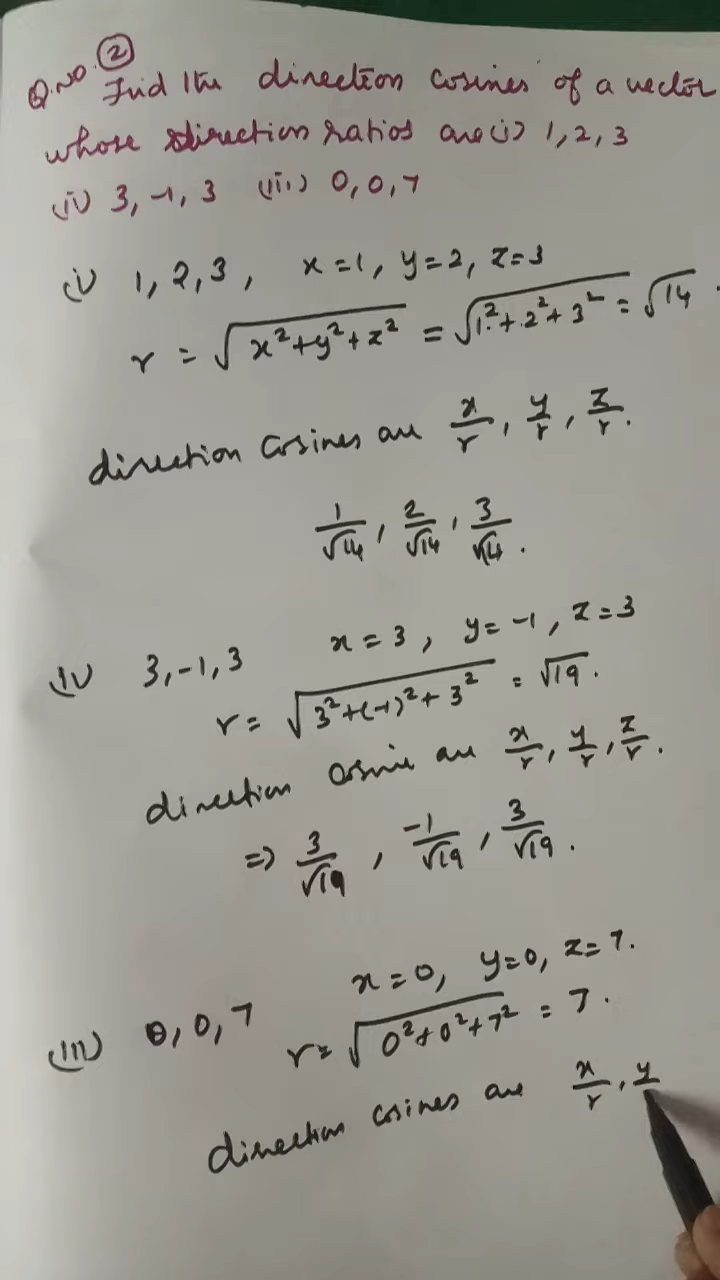 Q.No. ② Find the direction cosines of a vector
whose direction ratios are (i) 1, 2, 3
(ii) 3, -1, 3 (iii) 0, 0, 7
(i) 1, 2, 3, x = 1, y = 2, z = 3
r = √(x² + y² + z²) = √(1² + 2² + 3²) = √14.
direction cosines are x/r, y/r, z/r.
1/√14, 2/√14, 3/√14.
(ii) 3, -1, 3 x = 3, y = -1, z = 3
r = √(3² + (-1)² + 3²) = √19.
direction cosine are x/r, y/r, z/r.
=> 3/√19, -1/√19, 3/√19.
(iii) 0, 0, 7 x = 0, y = 0, z = 7.
r = √(0² + 0² + 7²) = 7.
direction cosines are x/r, y